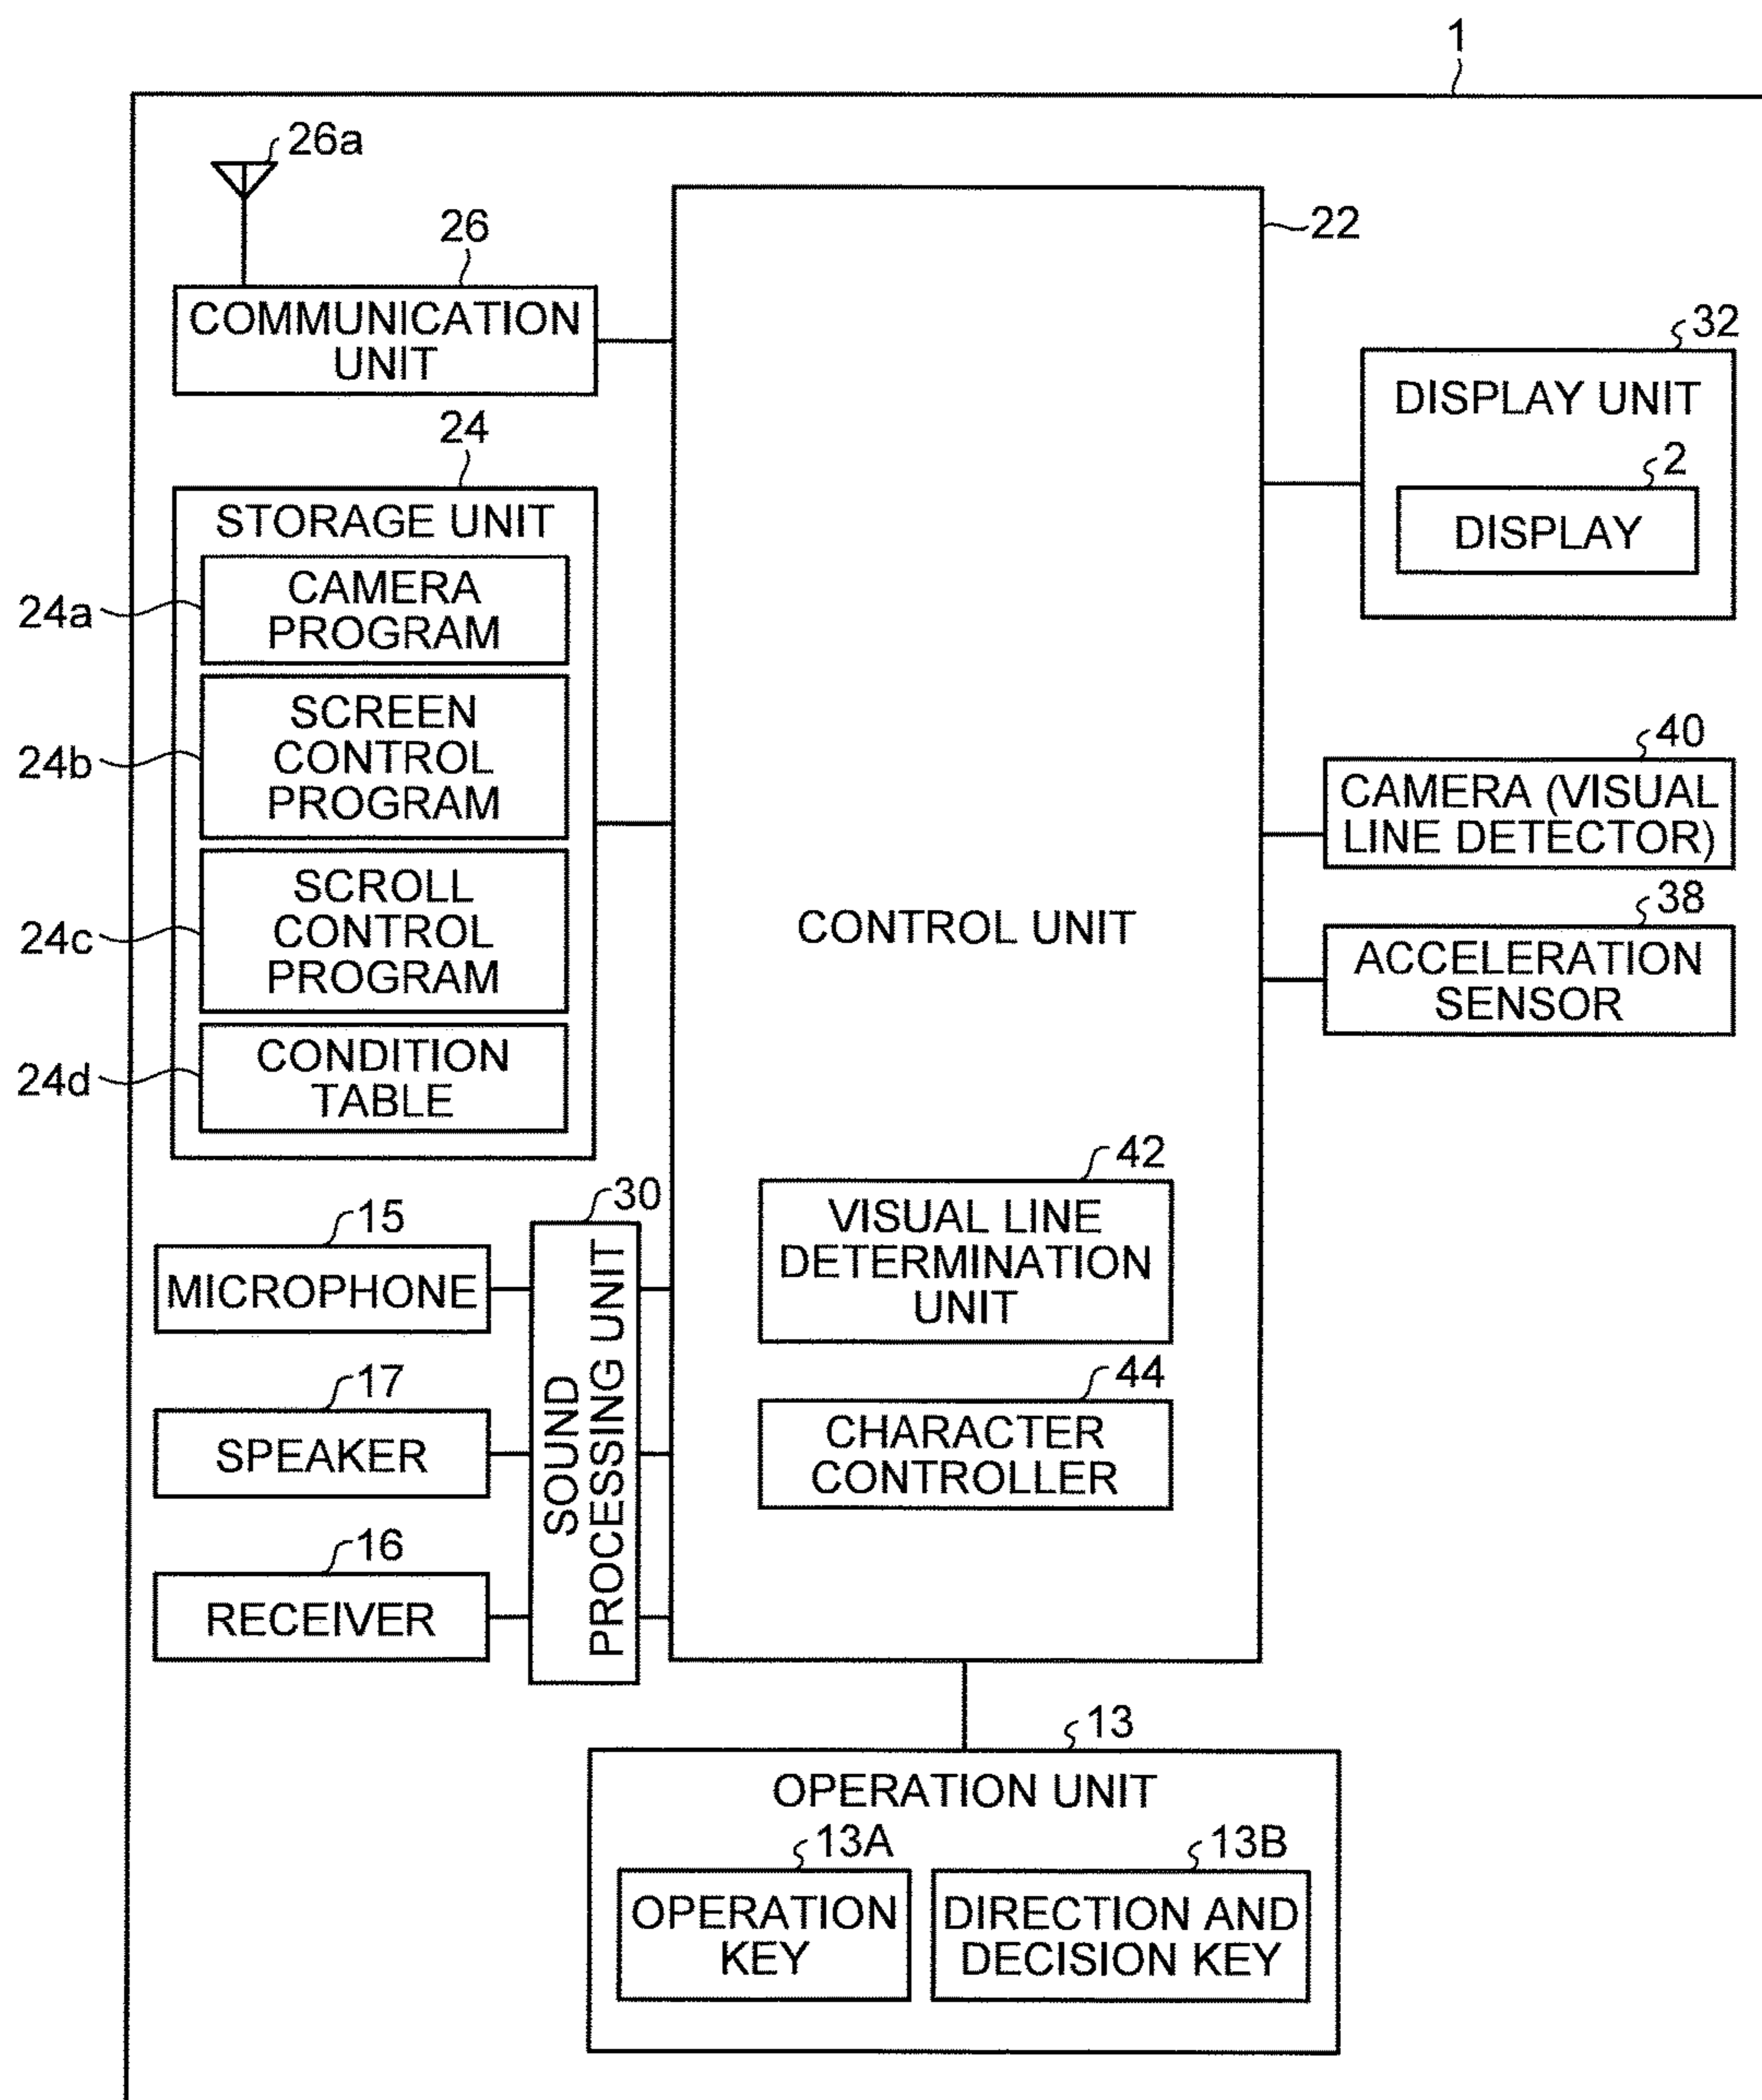 1
26a
26
COMMUNICATION
UNIT
22
32
DISPLAY UNIT
2
DISPLAY
24
STORAGE UNIT
24a
CAMERA
PROGRAM
24b
SCREEN
CONTROL
PROGRAM
24c
SCROLL
CONTROL
PROGRAM
24d
CONDITION
TABLE
CONTROL UNIT
40
CAMERA (VISUAL
LINE DETECTOR)
38
ACCELERATION
SENSOR
42
VISUAL LINE
DETERMINATION
UNIT
44
CHARACTER
CONTROLLER
15
MICROPHONE
17
SPEAKER
16
RECEIVER
30
SOUND
PROCESSING UNIT
13
OPERATION UNIT
13A
OPERATION
KEY
13B
DIRECTION AND
DECISION KEY